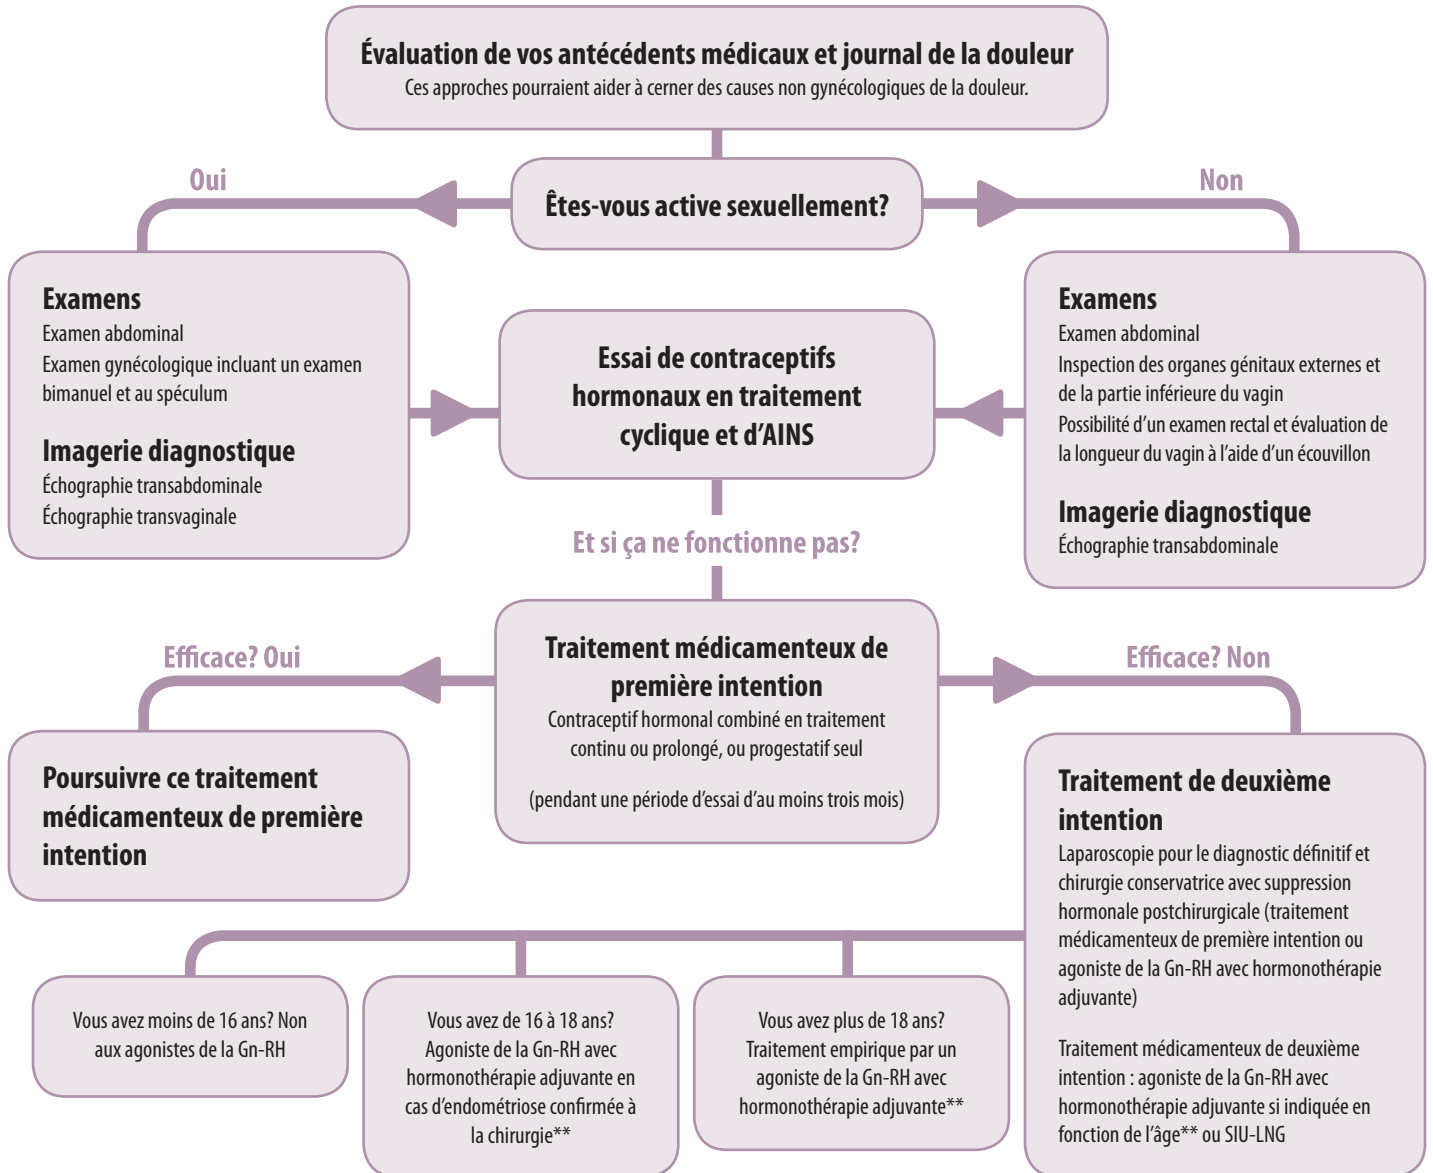 Évaluation de vos antécédents médicaux et journal de la douleur
Ces approches pourraient aider à cerner des causes non gynécologiques de la douleur.
Êtes-vous active sexuellement?
Oui
Non
Examens
Examen abdominal
Examen gynécologique incluant un examen
bimanuel et au spéculum
Imagerie diagnostique
Échographie transabdominale
Échographie transvaginale
Essai de contraceptifs
hormonaux en traitement
cyclique et d’AINS
Examens
Examen abdominal
Inspection des organes génitaux externes et
de la partie inférieure du vagin
Possibilité d’un examen rectal et évaluation de
la longueur du vagin à l’aide d’un écouvillon
Imagerie diagnostique
Échographie transabdominale
Et si ça ne fonctionne pas?
Traitement médicamenteux de
première intention
Contraceptif hormonal combiné en traitement
continu ou prolongé, ou progestatif seul
(pendant une période d’essai d’au moins trois mois)
Efficace? Oui
Efficace? Non
Poursuivre ce traitement
médicamenteux de première
intention
Traitement de deuxième
intention
Laparoscopie pour le diagnostic définitif et
chirurgie conservatrice avec suppression
hormonale postchirurgicale (traitement
médicamenteux de première intention ou
agoniste de la Gn-RH avec hormonothérapie
adjuvante)
Traitement médicamenteux de deuxième
intention : agoniste de la Gn-RH avec
hormonothérapie adjuvante si indiquée en
fonction de l’âge** ou SIU-LNG
Vous avez moins de 16 ans? Non
aux agonistes de la Gn-RH
Vous avez de 16 à 18 ans?
Agoniste de la Gn-RH avec
hormonothérapie adjuvante en
cas d’endométriose confirmée à
la chirurgie**
Vous avez plus de 18 ans?
Traitement empirique par un
agoniste de la Gn-RH avec
hormonothérapie adjuvante**